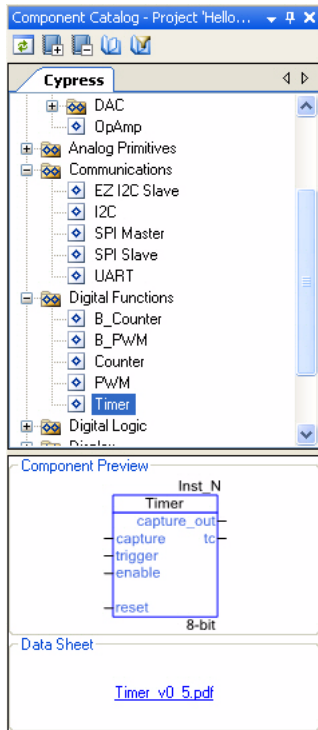 Component Catalog - Project 'Hello...
Cypress
DAC
OpAmp
Analog Primitives
Communications
EZ I2C Slave
I2C
SPI Master
SPI Slave
UART
Digital Functions
B_Counter
B_PWM
Counter
PWM
Timer
Digital Logic
Display
Component Preview
Inst_N
Timer
capture_out
capture tc
trigger
enable
reset
8-bit
Data Sheet
Timer_v0_5.pdf